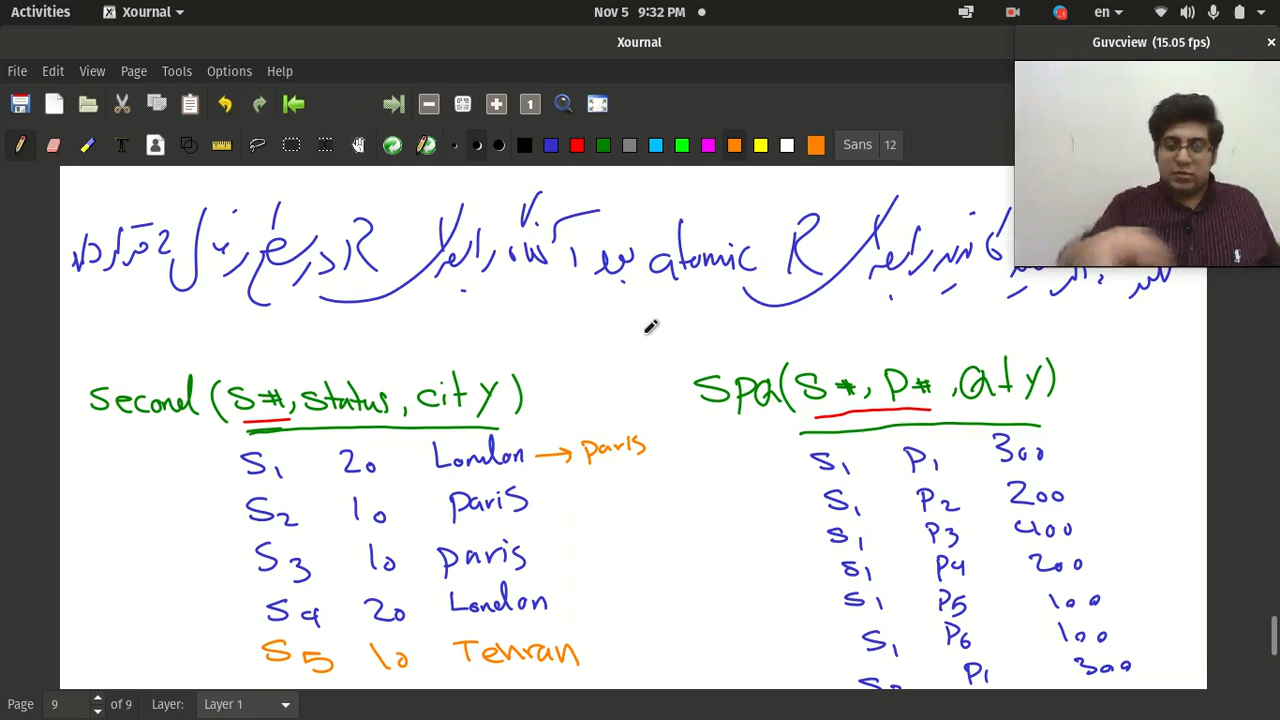 Activities Xournal Nov 5 9:32 PM en
Xournal
Guvcview (15.05 fps)
File Edit View Page Tools Options Help
Sans 12
R atomic
رابطه R در
Second (S#, status, city)
S1 20 London → paris
S2 10 paris
S3 10 paris
S4 20 London
S5 10 Tehran
SPQ(S#, P#, Qty)
S1 P1 300
S1 P2 200
S1 P3 400
S1 P4 200
S1 P5 100
S1 P6 100
P1 300
Page 9 of 9 Layer: Layer 1